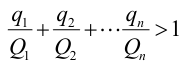 q₁/Q₁ + q₂/Q₂ + ⋯ qₙ/Qₙ > 1